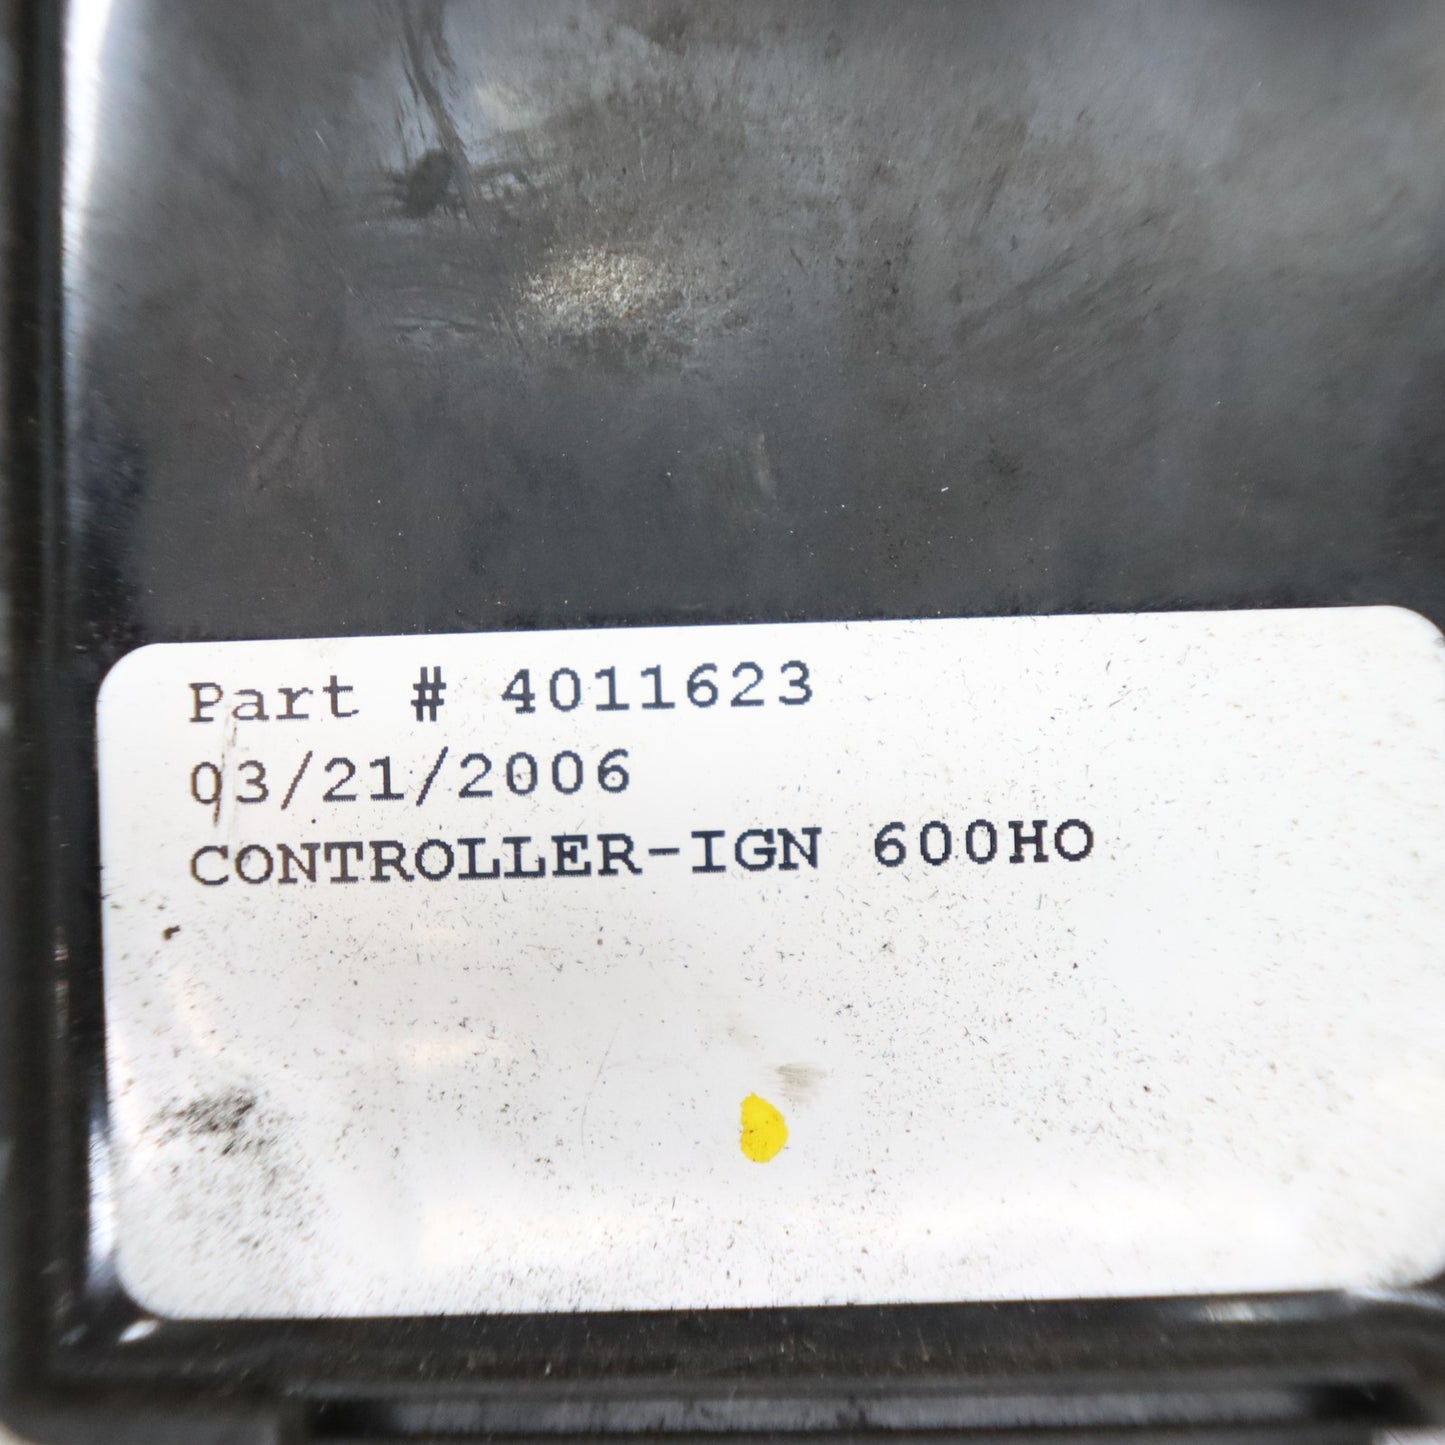 Part # 4011623
03/21/2006
CONTROLLER-IGN 600HO